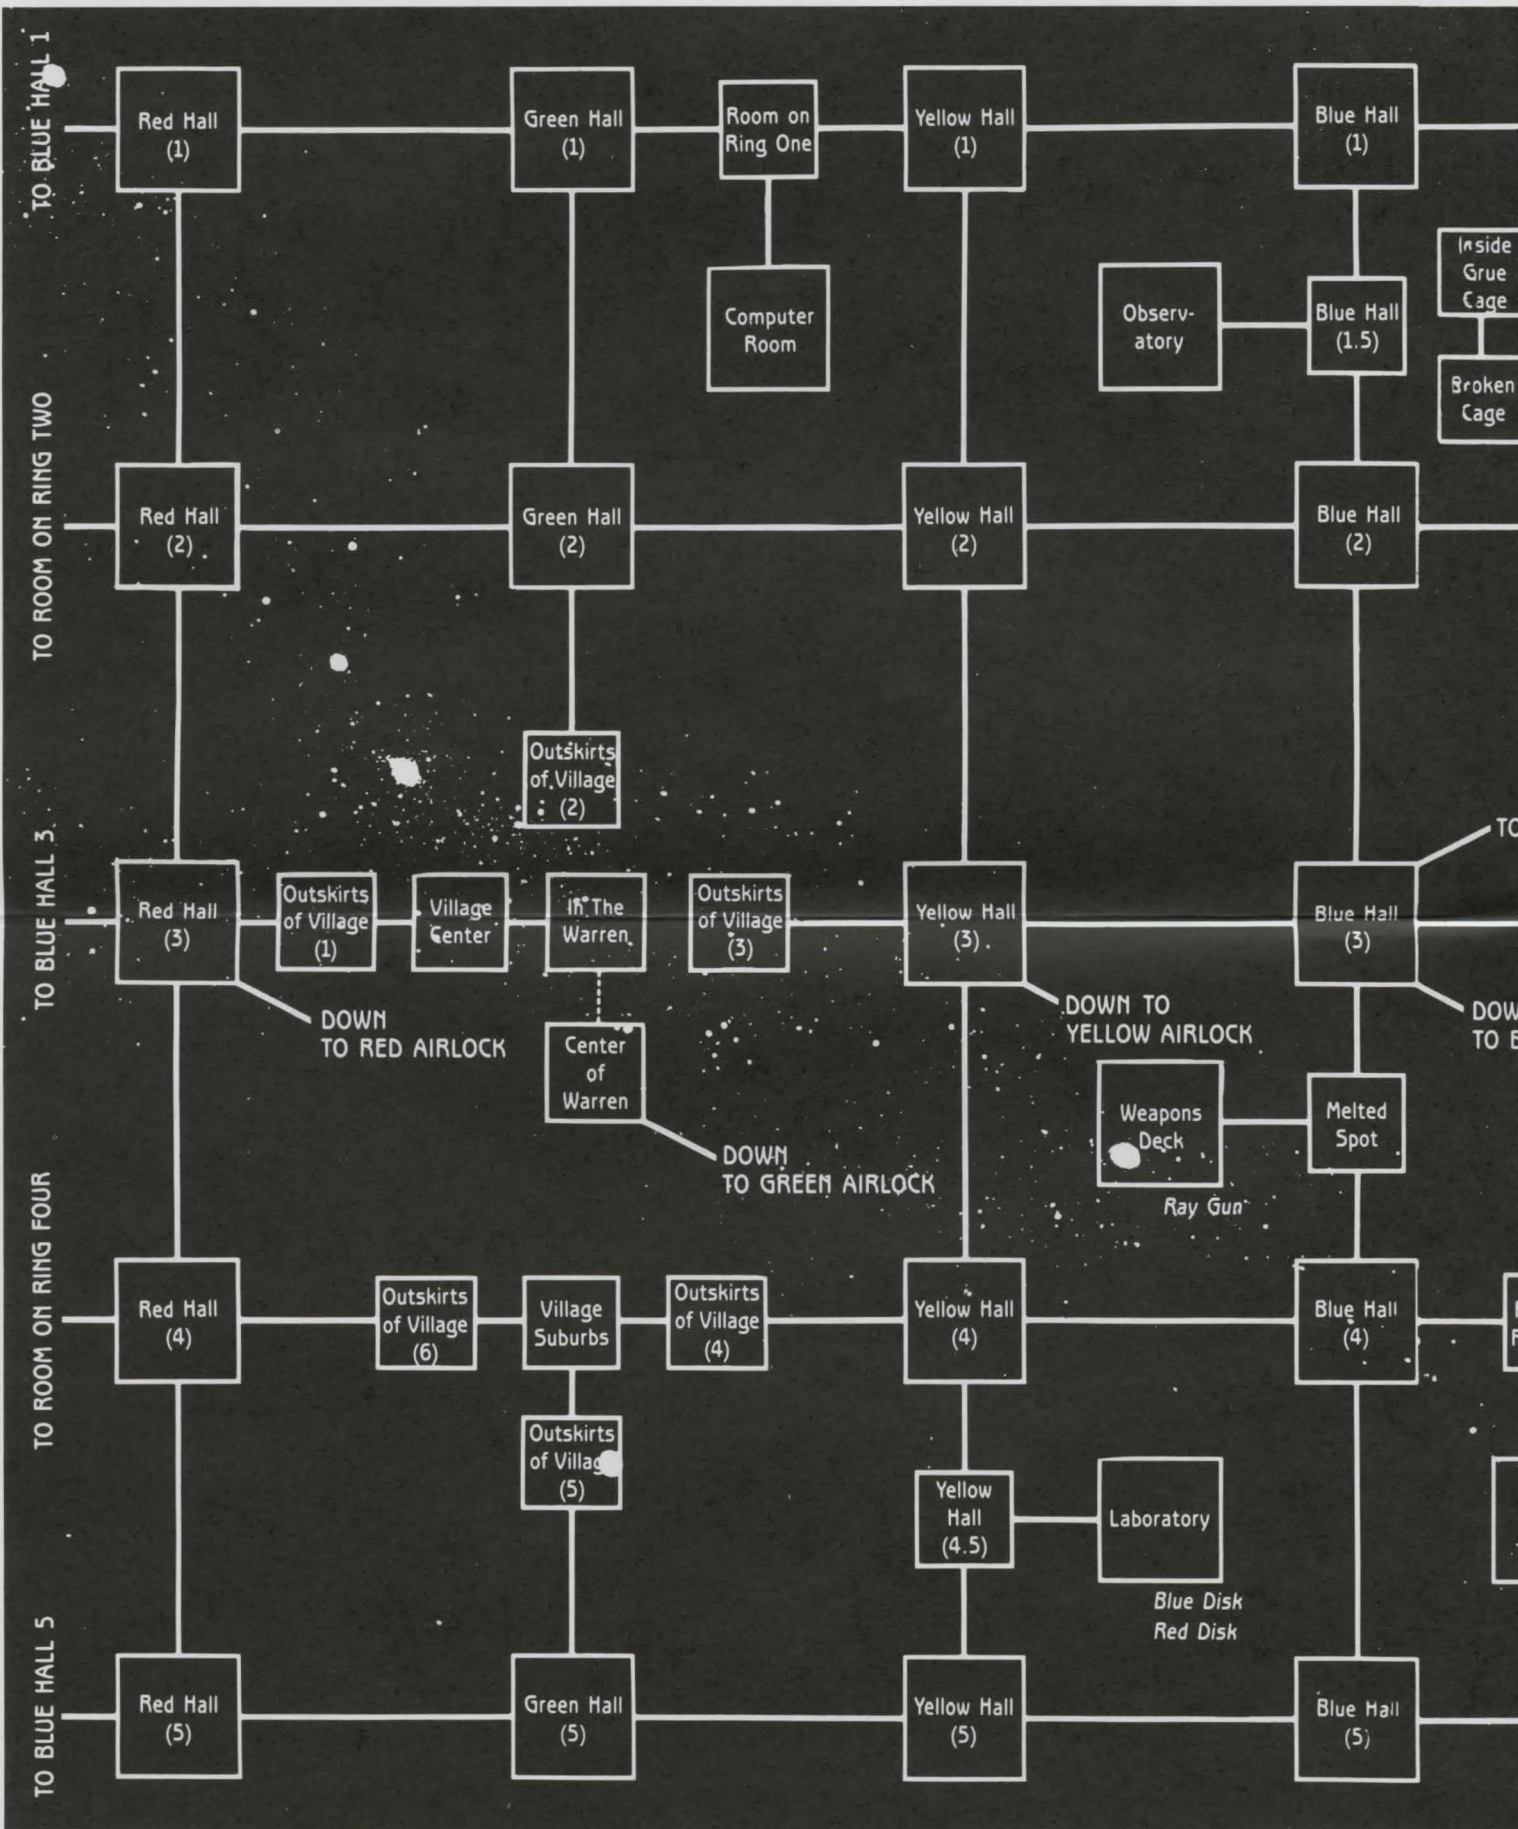 TO BLUE HALL 1
Red Hall
(1)
Green Hall
(1)
Room on
Ring One
Yellow Hall
(1)
Blue Hall
(1)
Computer
Room
Observ-
atory
Blue Hall
(1.5)
Inside
Grue
Cage
Broken
Cage
TO ROOM ON RING TWO
Red Hall
(2)
Green Hall
(2)
Yellow Hall
(2)
Blue Hall
(2)
Outskirts
of Village
(2)
TO
TO BLUE HALL 3
Red Hall
(3)
Outskirts
of Village
(1)
Village
Center
In The
Warren
Outskirts
of Village
(3)
Yellow Hall
(3)
Blue Hall
(3)
DOWN
TO RED AIRLOCK
Center
of
Warren
DOWN TO
YELLOW AIRLOCK
DOW
TO
DOWN
TO GREEN AIRLOCK
Weapons
Deck
Ray Gun
Melted
Spot
TO ROOM ON RING FOUR
Red Hall
(4)
Outskirts
of Village
(6)
Village
Suburbs
Outskirts
of Village
(4)
Yellow Hall
(4)
Blue Hall
(4)
Outskirts
of Village
(5)
Yellow
Hall
(4.5)
Laboratory
Blue Disk
Red Disk
TO BLUE HALL 5
Red Hall
(5)
Green Hall
(5)
Yellow Hall
(5)
Blue Hall
(5)